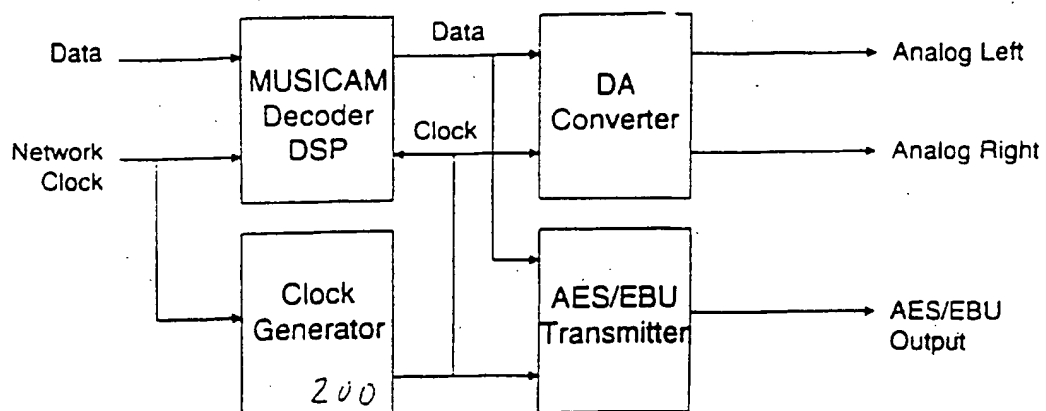 Data
Network
Clock
MUSICAM
Decoder
DSP
Data
Clock
DA
Converter
Analog Left
Analog Right
Clock
Generator
200
AES/EBU
Transmitter
AES/EBU
Output